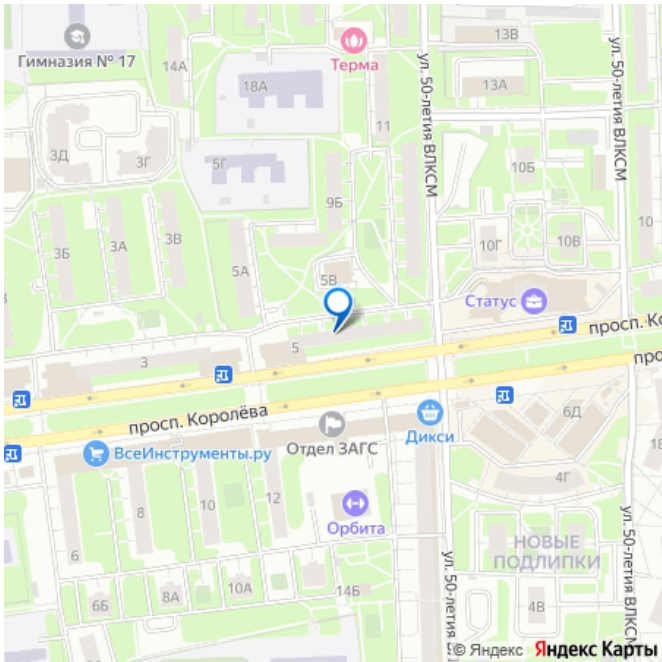 13В
Гимназия № 17
14А
Терма
ул. 50-летия ВЛКСМ
ул. 50-летия ВЛКСМ
18А
13А
11
3Д
3Г
5Г
10Б
9Б
10
3Б
3А
3В
10Г
10В
5А
5В
Статус
просп. Ко
5
3
про
просп. Королёва
6Д
Отдел ЗАГС
Дикси
ВсеИнструменты.ру
4Г
12
10
8
Орбита
6
НОВЫЕ
ПОДЛИПКИ
ул. 50-летия ВЛКСМ
ул. 50-летия ВЛ
10А
14Б
8А
6Б
4В
© Яндекс Яндекс Карты